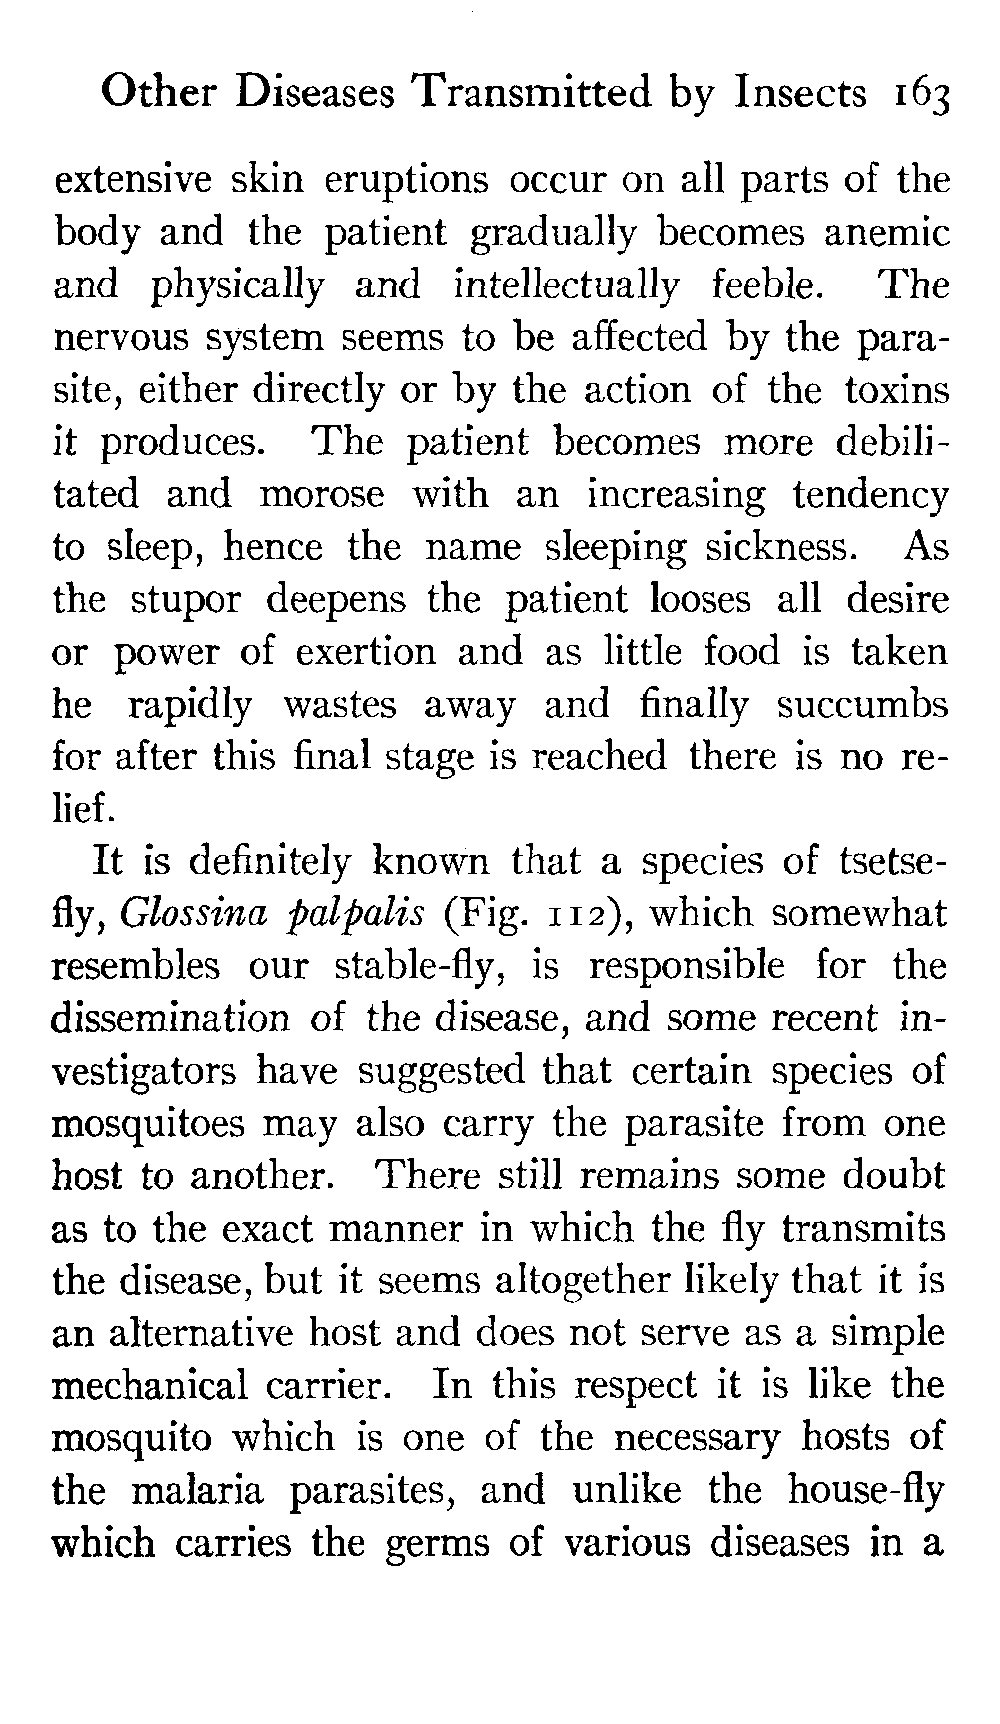 Other Diseases Transmitted by Insects 163
extensive skin eruptions occur on all parts of the
body and the patient gradually becomes anemic
and physically and intellectually feeble. The
nervous system seems to be affected by the para-
site, either directly or by the action of the toxins
it produces. The patient becomes more debili-
tated and morose with an increasing tendency
to sleep, hence the name sleeping sickness. As
the stupor deepens the patient looses all desire
or power of exertion and as little food is taken
he rapidly wastes away and finally succumbs
for after this final stage is reached there is no re-
lief.
It is definitely known that a species of tsetse-
fly, Glossina palpalis (Fig. 112), which somewhat
resembles our stable-fly, is responsible for the
dissemination of the disease, and some recent in-
vestigators have suggested that certain species of
mosquitoes may also carry the parasite from one
host to another. There still remains some doubt
as to the exact manner in which the fly transmits
the disease, but it seems altogether likely that it is
an alternative host and does not serve as a simple
mechanical carrier. In this respect it is like the
mosquito which is one of the necessary hosts of
the malaria parasites, and unlike the house-fly
which carries the germs of various diseases in a